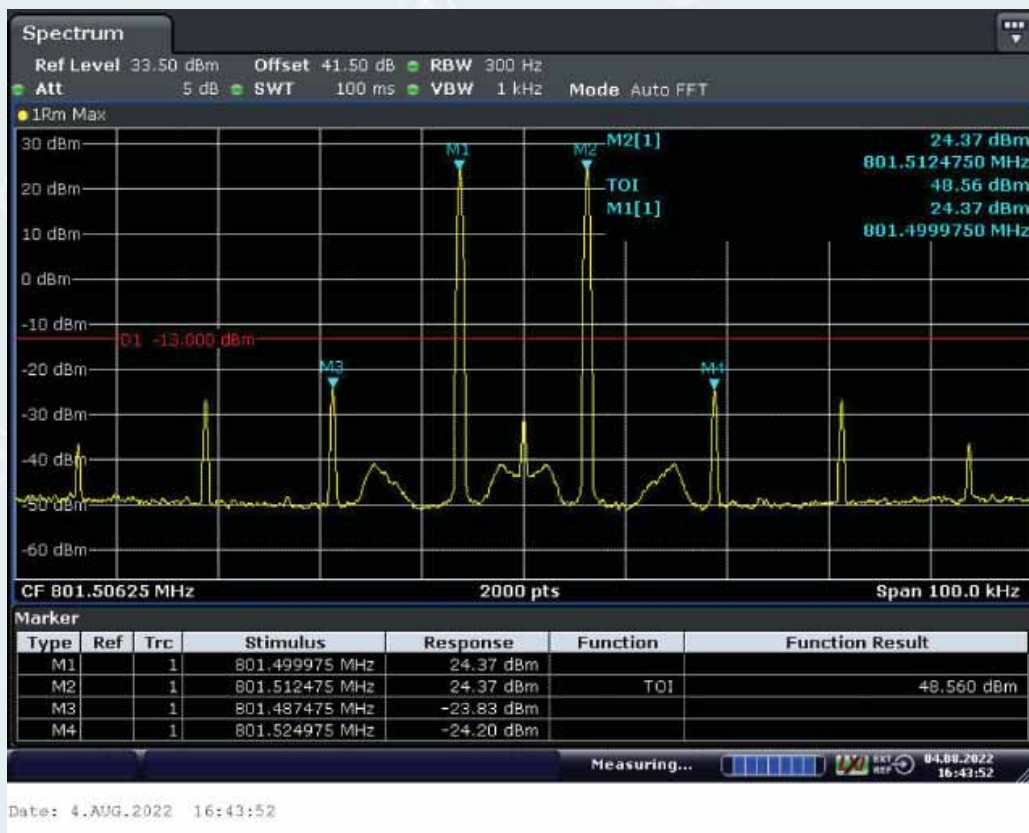 Spectrum
Ref Level 33.50 dBm Offset 41.50 dB RBW 300 Hz
Att 5 dB SWT 100 ms VBW 1 kHz Mode Auto FFT
1Rm Max
30 dBm
M1
M2
M2[1] 24.37 dBm
801.5124750 MHz
20 dBm
TOI 48.56 dBm
M1[1] 24.37 dBm
10 dBm
801.4999750 MHz
0 dBm
-10 dBm
D1 -13.000 dBm
-20 dBm
M3
M4
-30 dBm
-40 dBm
-50 dBm
-60 dBm
CF 801.50625 MHz 2000 pts Span 100.0 kHz
Marker
Type Ref Trc Stimulus Response Function Function Result
M1 1 801.499975 MHz 24.37 dBm
M2 1 801.512475 MHz 24.37 dBm TOI 48.560 dBm
M3 1 801.487475 MHz -23.83 dBm
M4 1 801.524975 MHz -24.20 dBm
Measuring... LXI EXT REF 04.08.2022
16:43:52
Date: 4.AUG.2022 16:43:52